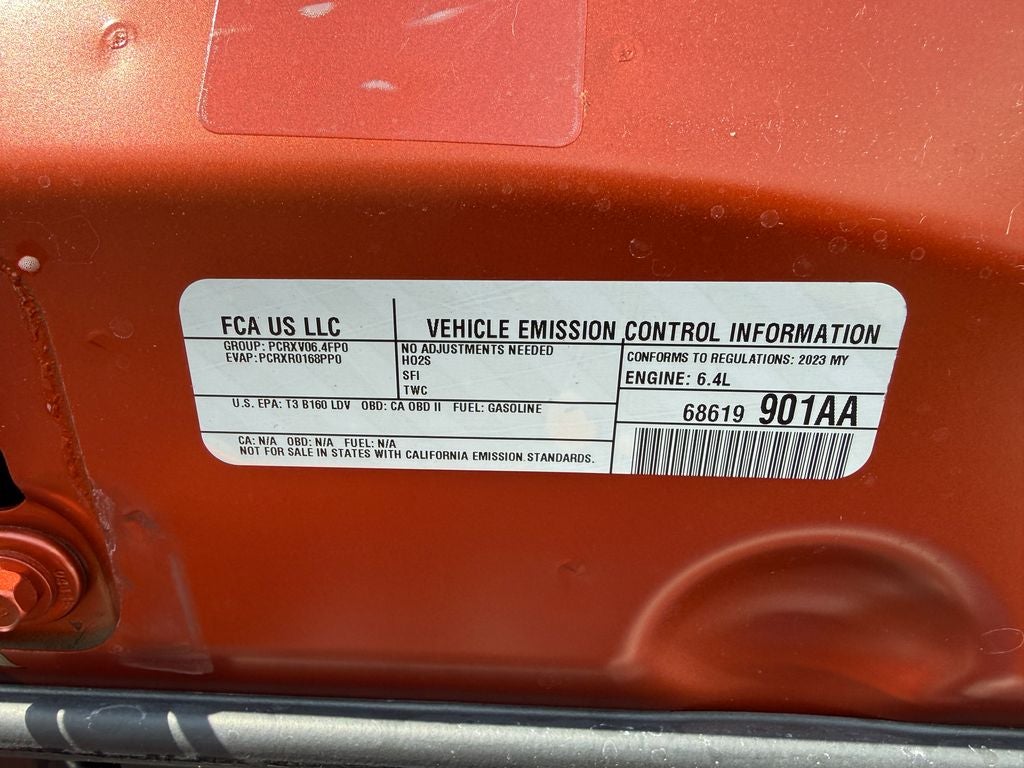 FCA US LLC
VEHICLE EMISSION CONTROL INFORMATION
GROUP: PCRXV06.4FP0
EVAP: PCRXR0168PP0
NO ADJUSTMENTS NEEDED
HO2S
SFI
TWC
CONFORMS TO REGULATIONS: 2023 MY
ENGINE: 6.4L
U.S. EPA: T3 B160 LDV OBD: CA OBD II FUEL: GASOLINE
68619 901AA
CA: N/A OBD: N/A FUEL: N/A
NOT FOR SALE IN STATES WITH CALIFORNIA EMISSION STANDARDS.